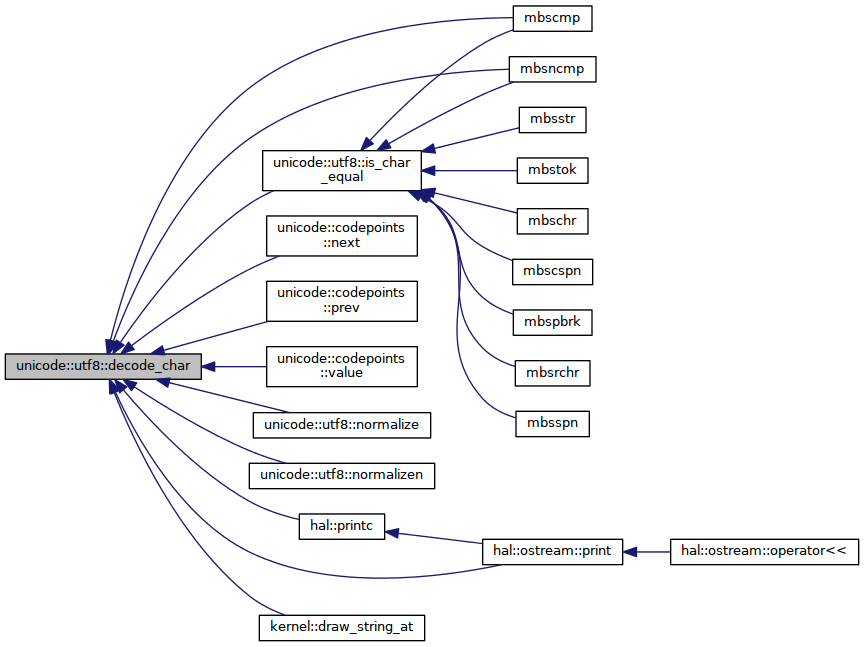 mbscmp
mbsncmp
mbsstr
unicode::utf8::is_char
_equal
mbstok
mbschr
unicode::codepoints
::next
mbscspn
unicode::codepoints
::prev
mbspbrk
unicode::utf8::decode_char
unicode::codepoints
::value
mbsrchr
unicode::utf8::normalize
mbsspn
unicode::utf8::normalizen
hal::printc
hal::ostream::print
hal::ostream::operator<<
kernel::draw_string_at